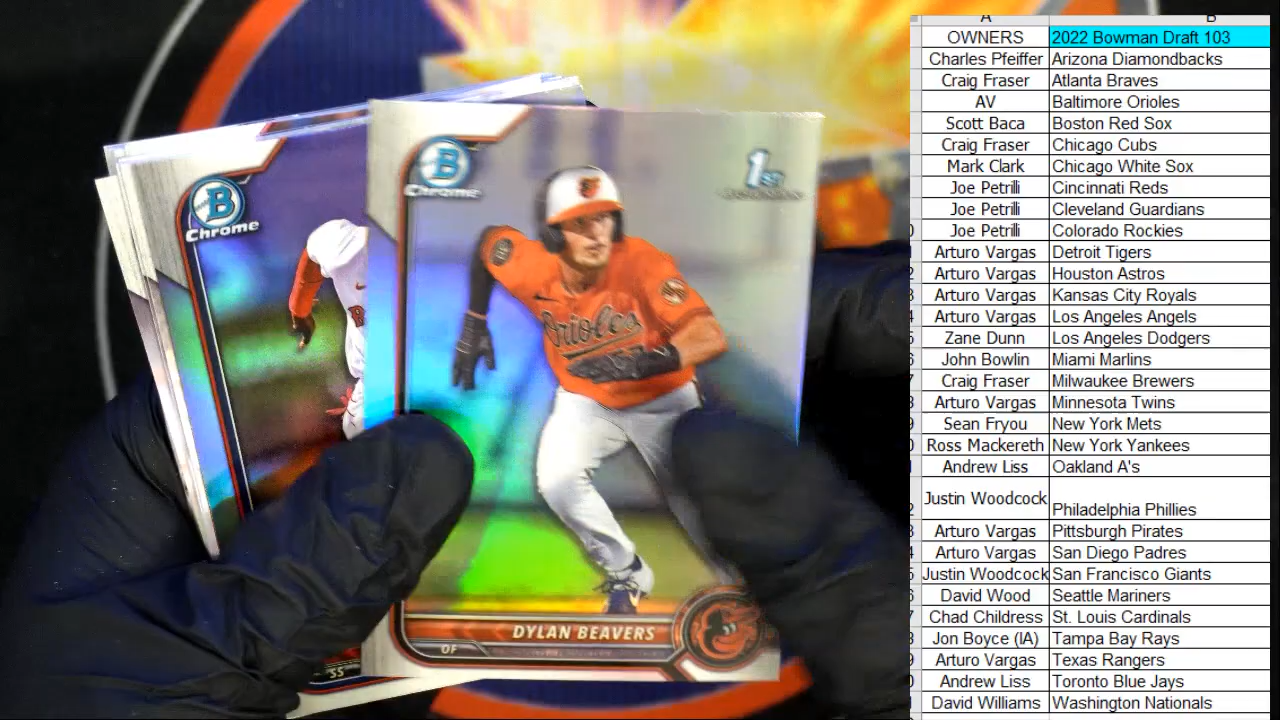 A B
OWNERS 2022 Bowman Draft 103
Charles Pfeiffer Arizona Diamondbacks
Craig Fraser Atlanta Braves
AV Baltimore Orioles
Scott Baca Boston Red Sox
Craig Fraser Chicago Cubs
Mark Clark Chicago White Sox
Joe Petrilli Cincinnati Reds
Joe Petrilli Cleveland Guardians
Joe Petrilli Colorado Rockies
Arturo Vargas Detroit Tigers
Arturo Vargas Houston Astros
Arturo Vargas Kansas City Royals
Arturo Vargas Los Angeles Angels
Zane Dunn Los Angeles Dodgers
John Bowlin Miami Marlins
Craig Fraser Milwaukee Brewers
Arturo Vargas Minnesota Twins
Sean Fryou New York Mets
Ross Mackereth New York Yankees
Andrew Liss Oakland A's
Justin Woodcock Philadelphia Phillies
Arturo Vargas Pittsburgh Pirates
Arturo Vargas San Diego Padres
Justin Woodcock San Francisco Giants
David Wood Seattle Mariners
Chad Childress St. Louis Cardinals
Jon Boyce (IA) Tampa Bay Rays
Arturo Vargas Texas Rangers
Andrew Liss Toronto Blue Jays
David Williams Washington Nationals
B
Chrome
B
Chrome
1ST
Orioles
DYLAN BEAVERS
OF
SS